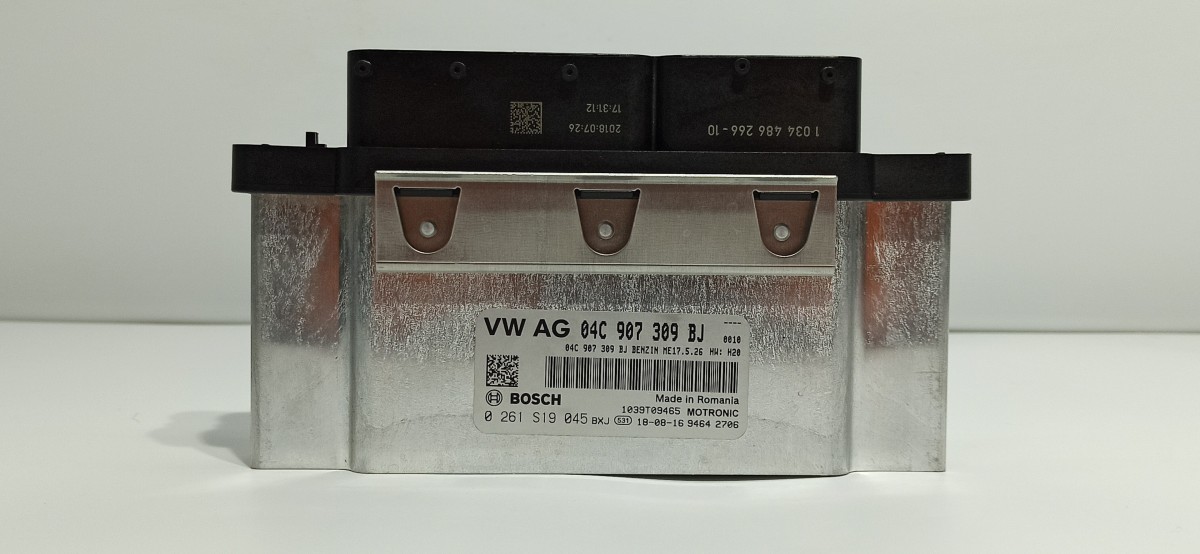 17:31:12
2018:07:26
1 034 486 266-10
VW AG 04C 907 309 BJ ----
0010
04C 907 309 BJ BENZIN ME17.5.26 HW: H20
BOSCH
Made in Romania
1039T09465 MOTRONIC
0 261 S19 045 BXJ 531 18-08-16 9464 2706